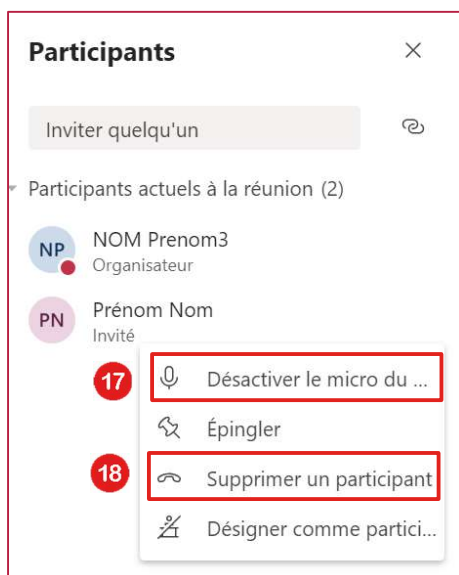 Participants
Inviter quelqu'un
Participants actuels à la réunion (2)
NP
NOM Prenom3
Organisateur
PN
Prénom Nom
Invité
17
Désactiver le micro du ...
Épingler
18
Supprimer un participant
Désigner comme partici...